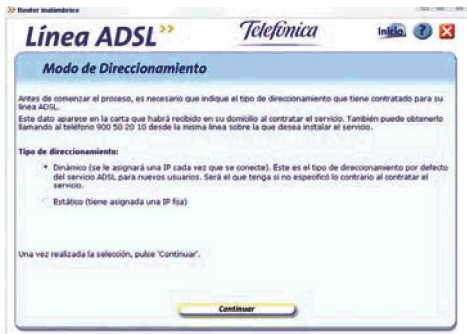 Router inalámbrico
Línea ADSL
Telefónica
Inicio
?
Modo de Direccionamiento
Antes de comenzar el proceso, es necesario que indique el tipo de direccionamiento que tiene contratado para su
línea ADSL.
Este dato aparece en la carta que habrá recibido en su domicilio al contratar el servicio. También puede obtenerlo
llamando al teléfono 900 50 20 10 desde la misma línea sobre la que desea instalar el servicio.
Tipo de direccionamiento:
Dinámico (se le asignará una IP cada vez que se conecte). Éste es el tipo de direccionamiento por defecto
del servicio ADSL para nuevos usuarios. Será el que tenga si no especificó lo contrario al contratar el
servicio.
Estático (tiene asignada una IP fija)
Una vez realizada la selección, pulse 'Continuar'.
Continuar